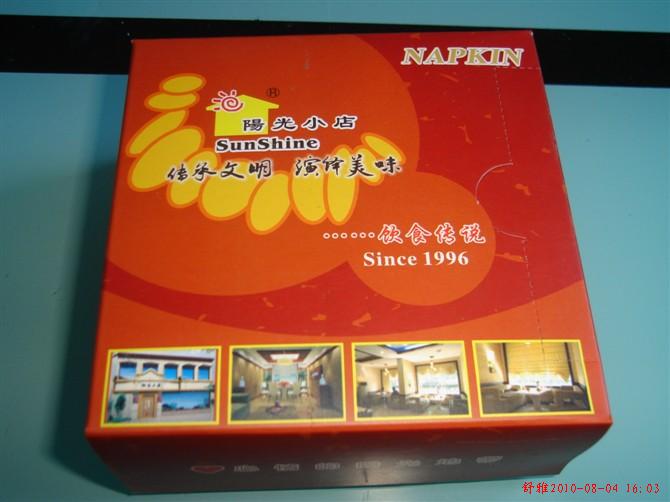 NAPKIN
®
陽光小店
SunShine
传承文明 演绎美味
……饮食传说
Since 1996
舒雅2010-08-04 16:03